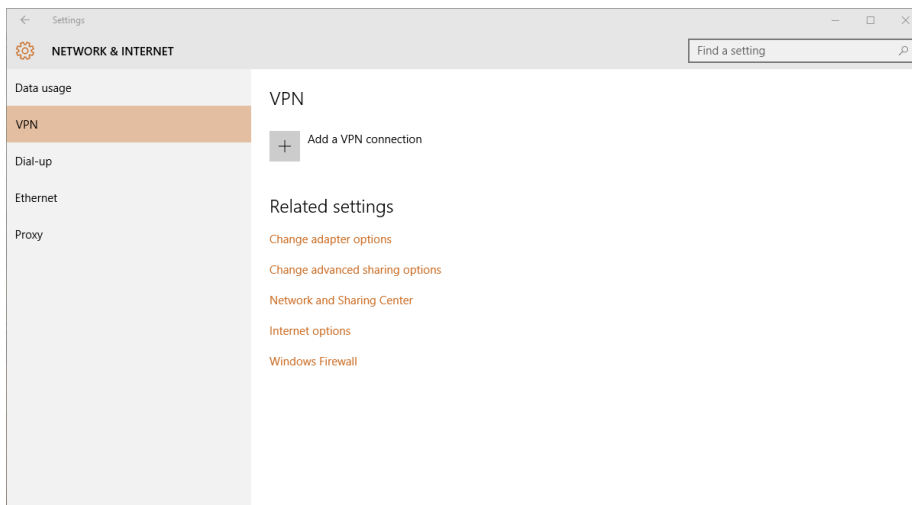 Settings
NETWORK & INTERNET
Find a setting
Data usage
VPN
Dial-up
Ethernet
Proxy
VPN
Add a VPN connection
Related settings
Change adapter options
Change advanced sharing options
Network and Sharing Center
Internet options
Windows Firewall